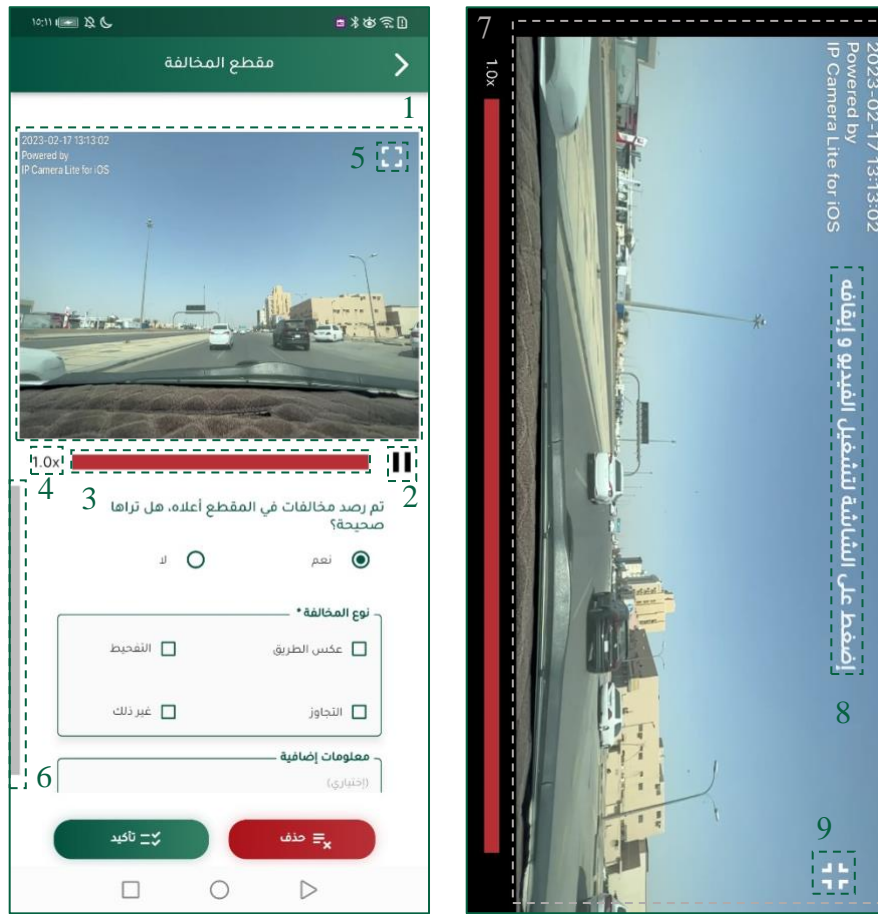 ١٥:١١
مقطع المخالفة
1
2023-02-17 13:13:02
Powered by
IP Camera Lite for iOS
5
1.0x
4
3
2
تم رصد مخالفات في المقطع أعلاه، هل تراها
صحيحة؟
نعم
لا
نوع المخالفة *
عكس الطريق
التفحيط
التجاوز
غير ذلك
معلومات إضافية
(إختياري)
6
حذف
تأكيد
7
1.0x
2023-02-17 13:13:02
Powered by
IP Camera Lite for iOS
إضغط على الشاشة لتشغيل الفيديو و إيقافه
8
9